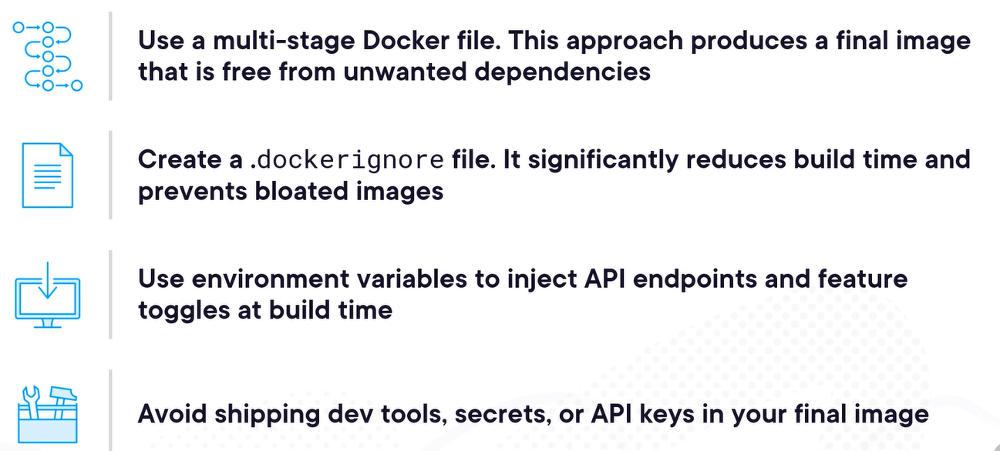 Use a multi-stage Docker file. This approach produces a final image
that is free from unwanted dependencies
Create a .dockerignore file. It significantly reduces build time and
prevents bloated images
Use environment variables to inject API endpoints and feature
toggles at build time
Avoid shipping dev tools, secrets, or API keys in your final image